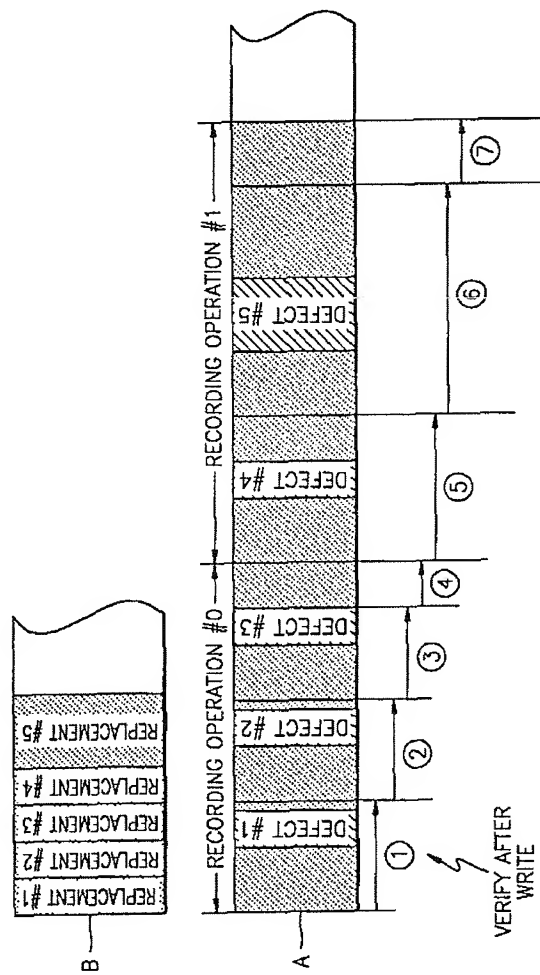 B
REPLACEMENT #1
REPLACEMENT #2
REPLACEMENT #3
REPLACEMENT #4
REPLACEMENT #5
RECORDING OPERATION #0
RECORDING OPERATION #1
A
DEFECT #1
DEFECT #2
DEFECT #3
DEFECT #4
DEFECT #5
①
②
③
④
⑤
⑥
⑦
VERIFY AFTER
WRITE